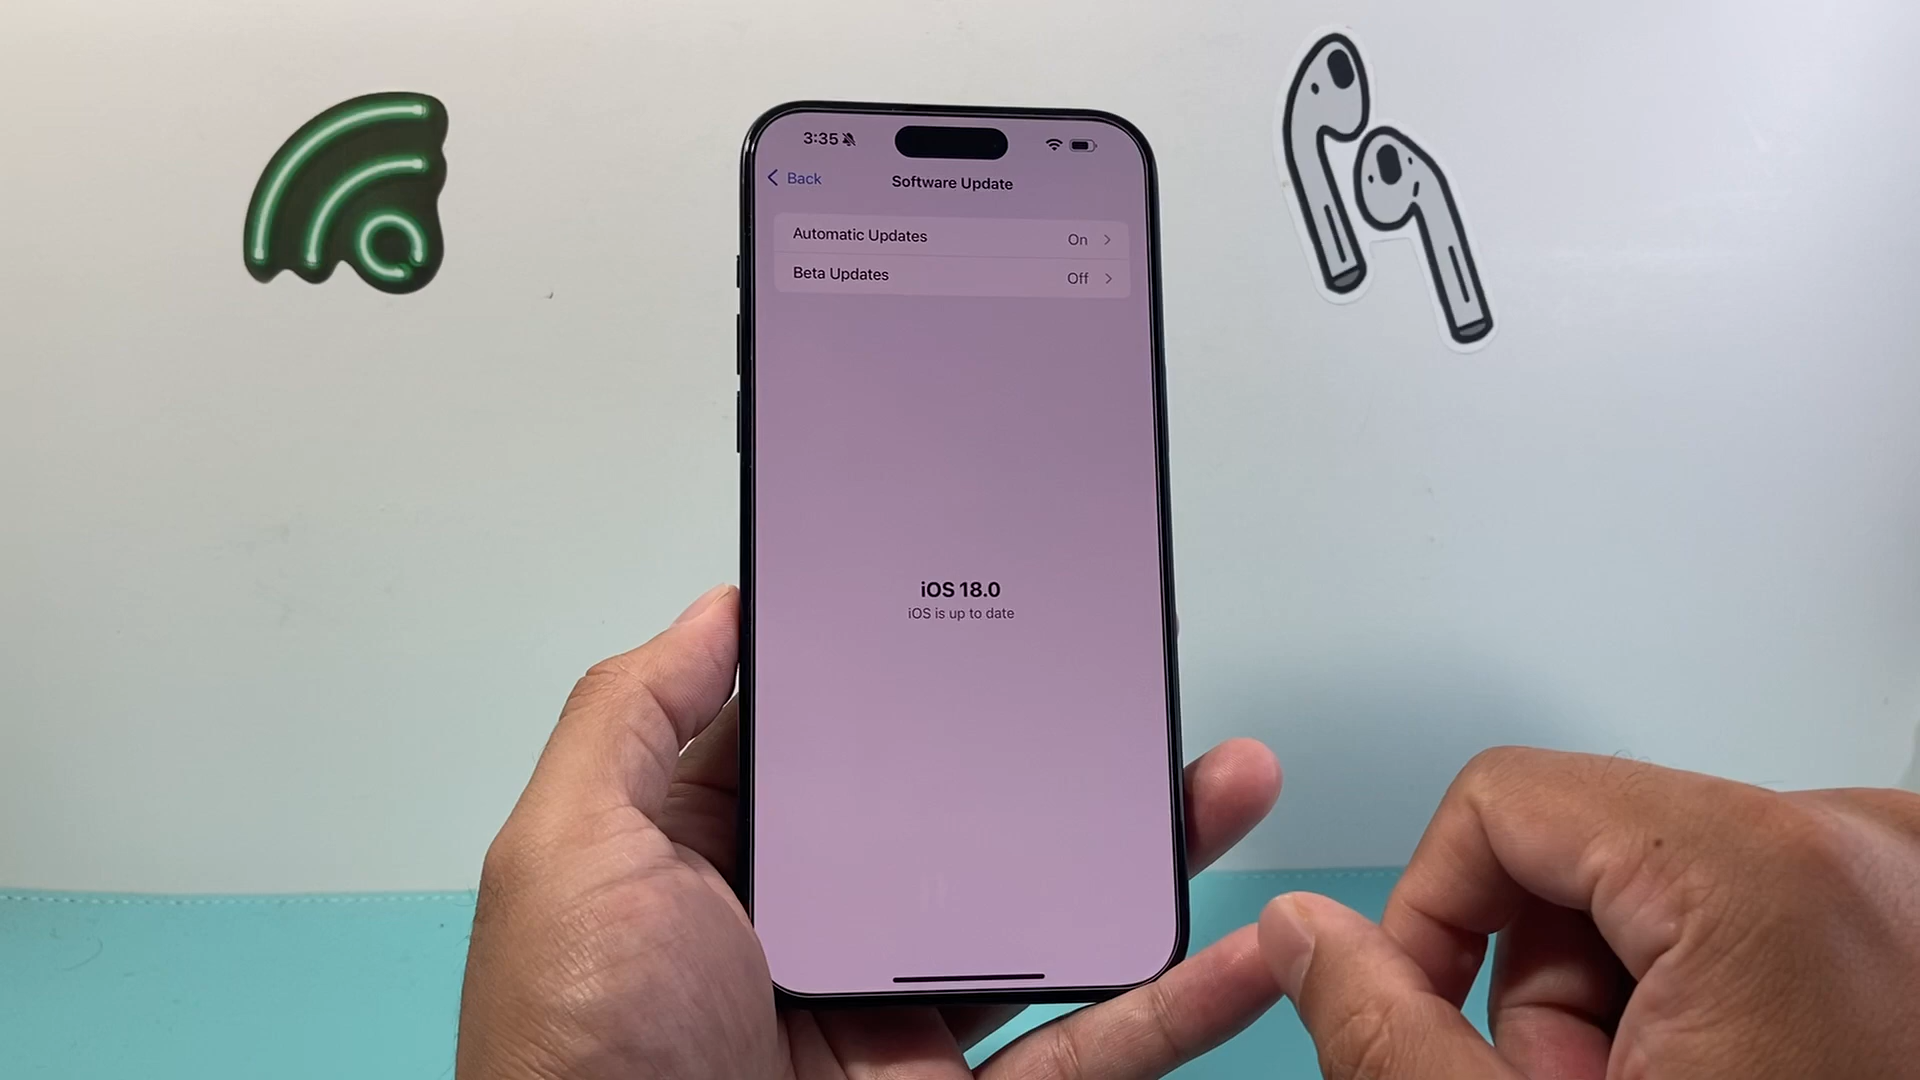 3:35
Back
Software Update
Automatic Updates On
Beta Updates Off
iOS 18.0
iOS is up to date